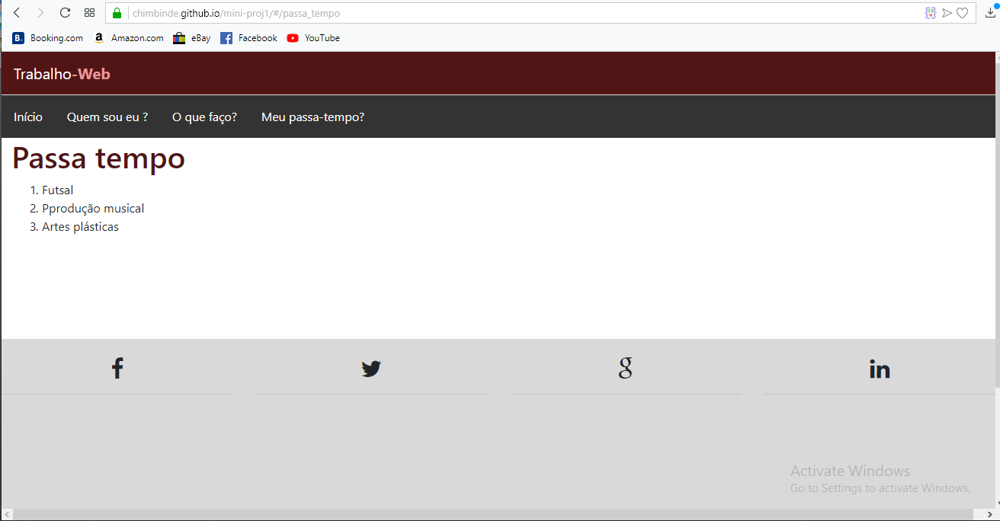 chimbinde.github.io/mini-proj1/#/passa_tempo
B. Booking.com a Amazon.com eBay Facebook YouTube
Trabalho-Web
Início Quem sou eu ? O que faço? Meu passa-tempo?
Passa tempo
1. Futsal
2. Pprodução musical
3. Artes plásticas
Activate Windows
Go to Settings to activate Windows.